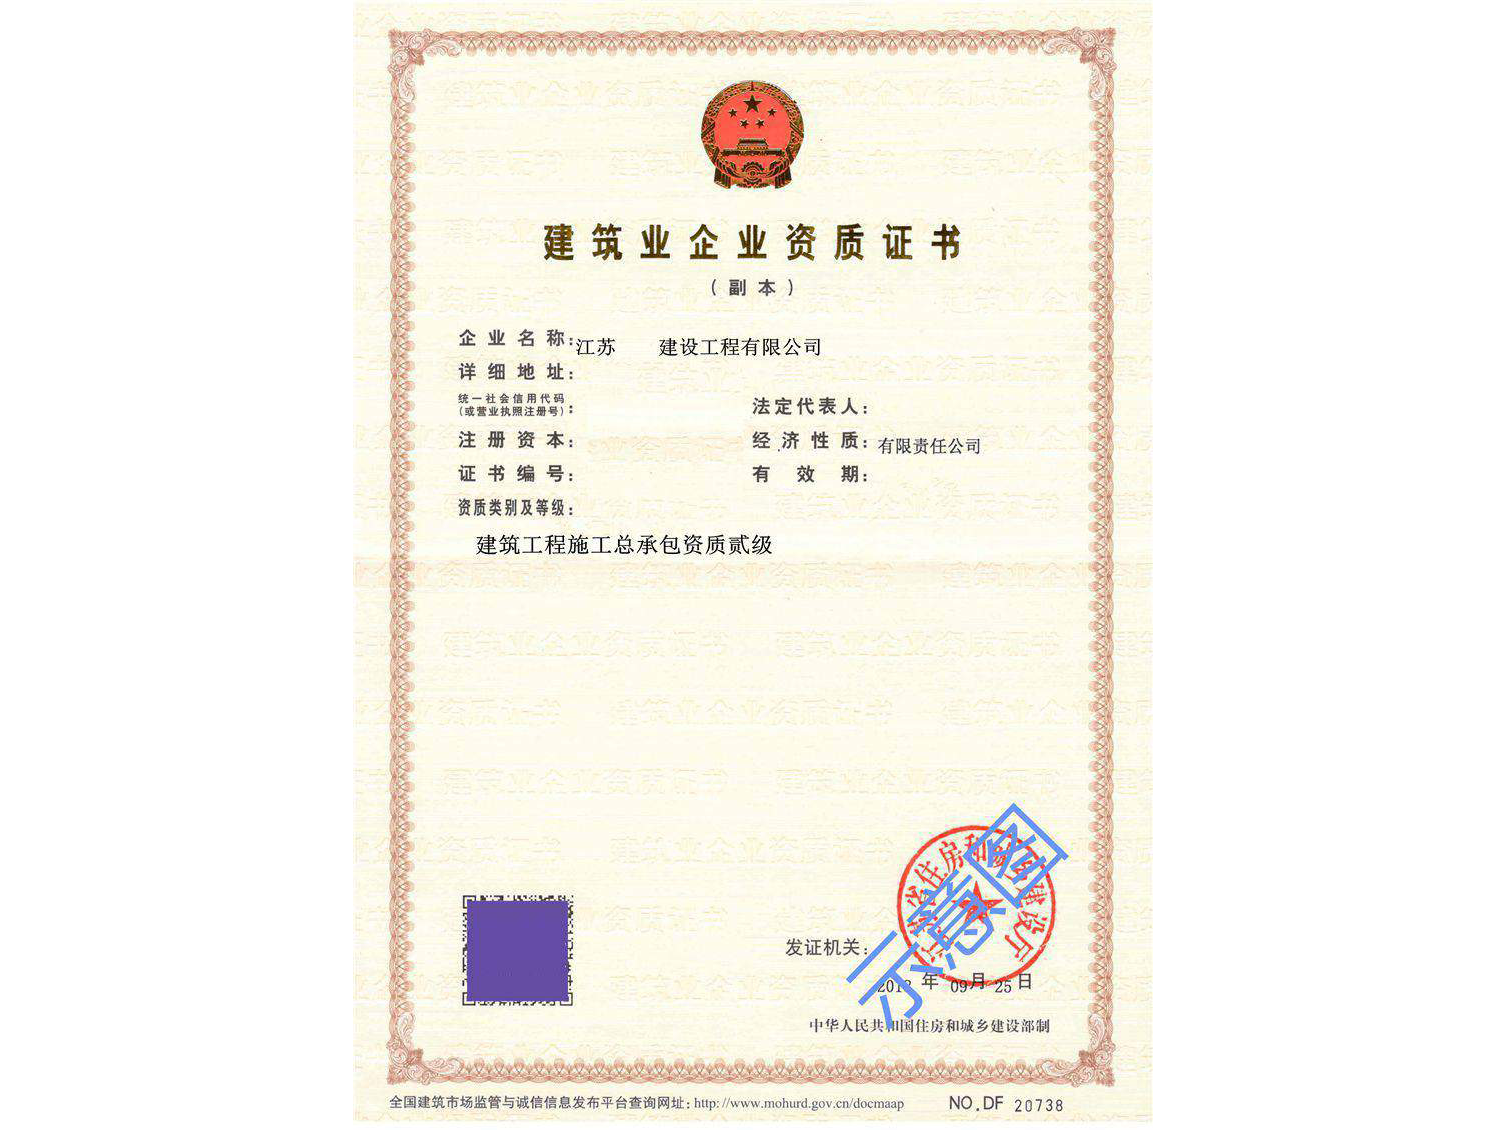 建筑业企业资质证书
（副本）
企业名称：江苏 建设工程有限公司
详细地址：
统一社会信用代码
（或营业执照注册号）：
法定代表人：
注册资本：
经济性质：有限责任公司
证书编号：
有效期：
资质类别及等级：
建筑工程施工总承包资质贰级
住房和 建设厅
示意图
发证机关：
年 09月 25日
中华人民共和国住房和城乡建设部制
全国建筑市场监管与诚信信息发布平台查询网址：http://www.mohurd.gov.cn/docmaap
NO.DF 20738